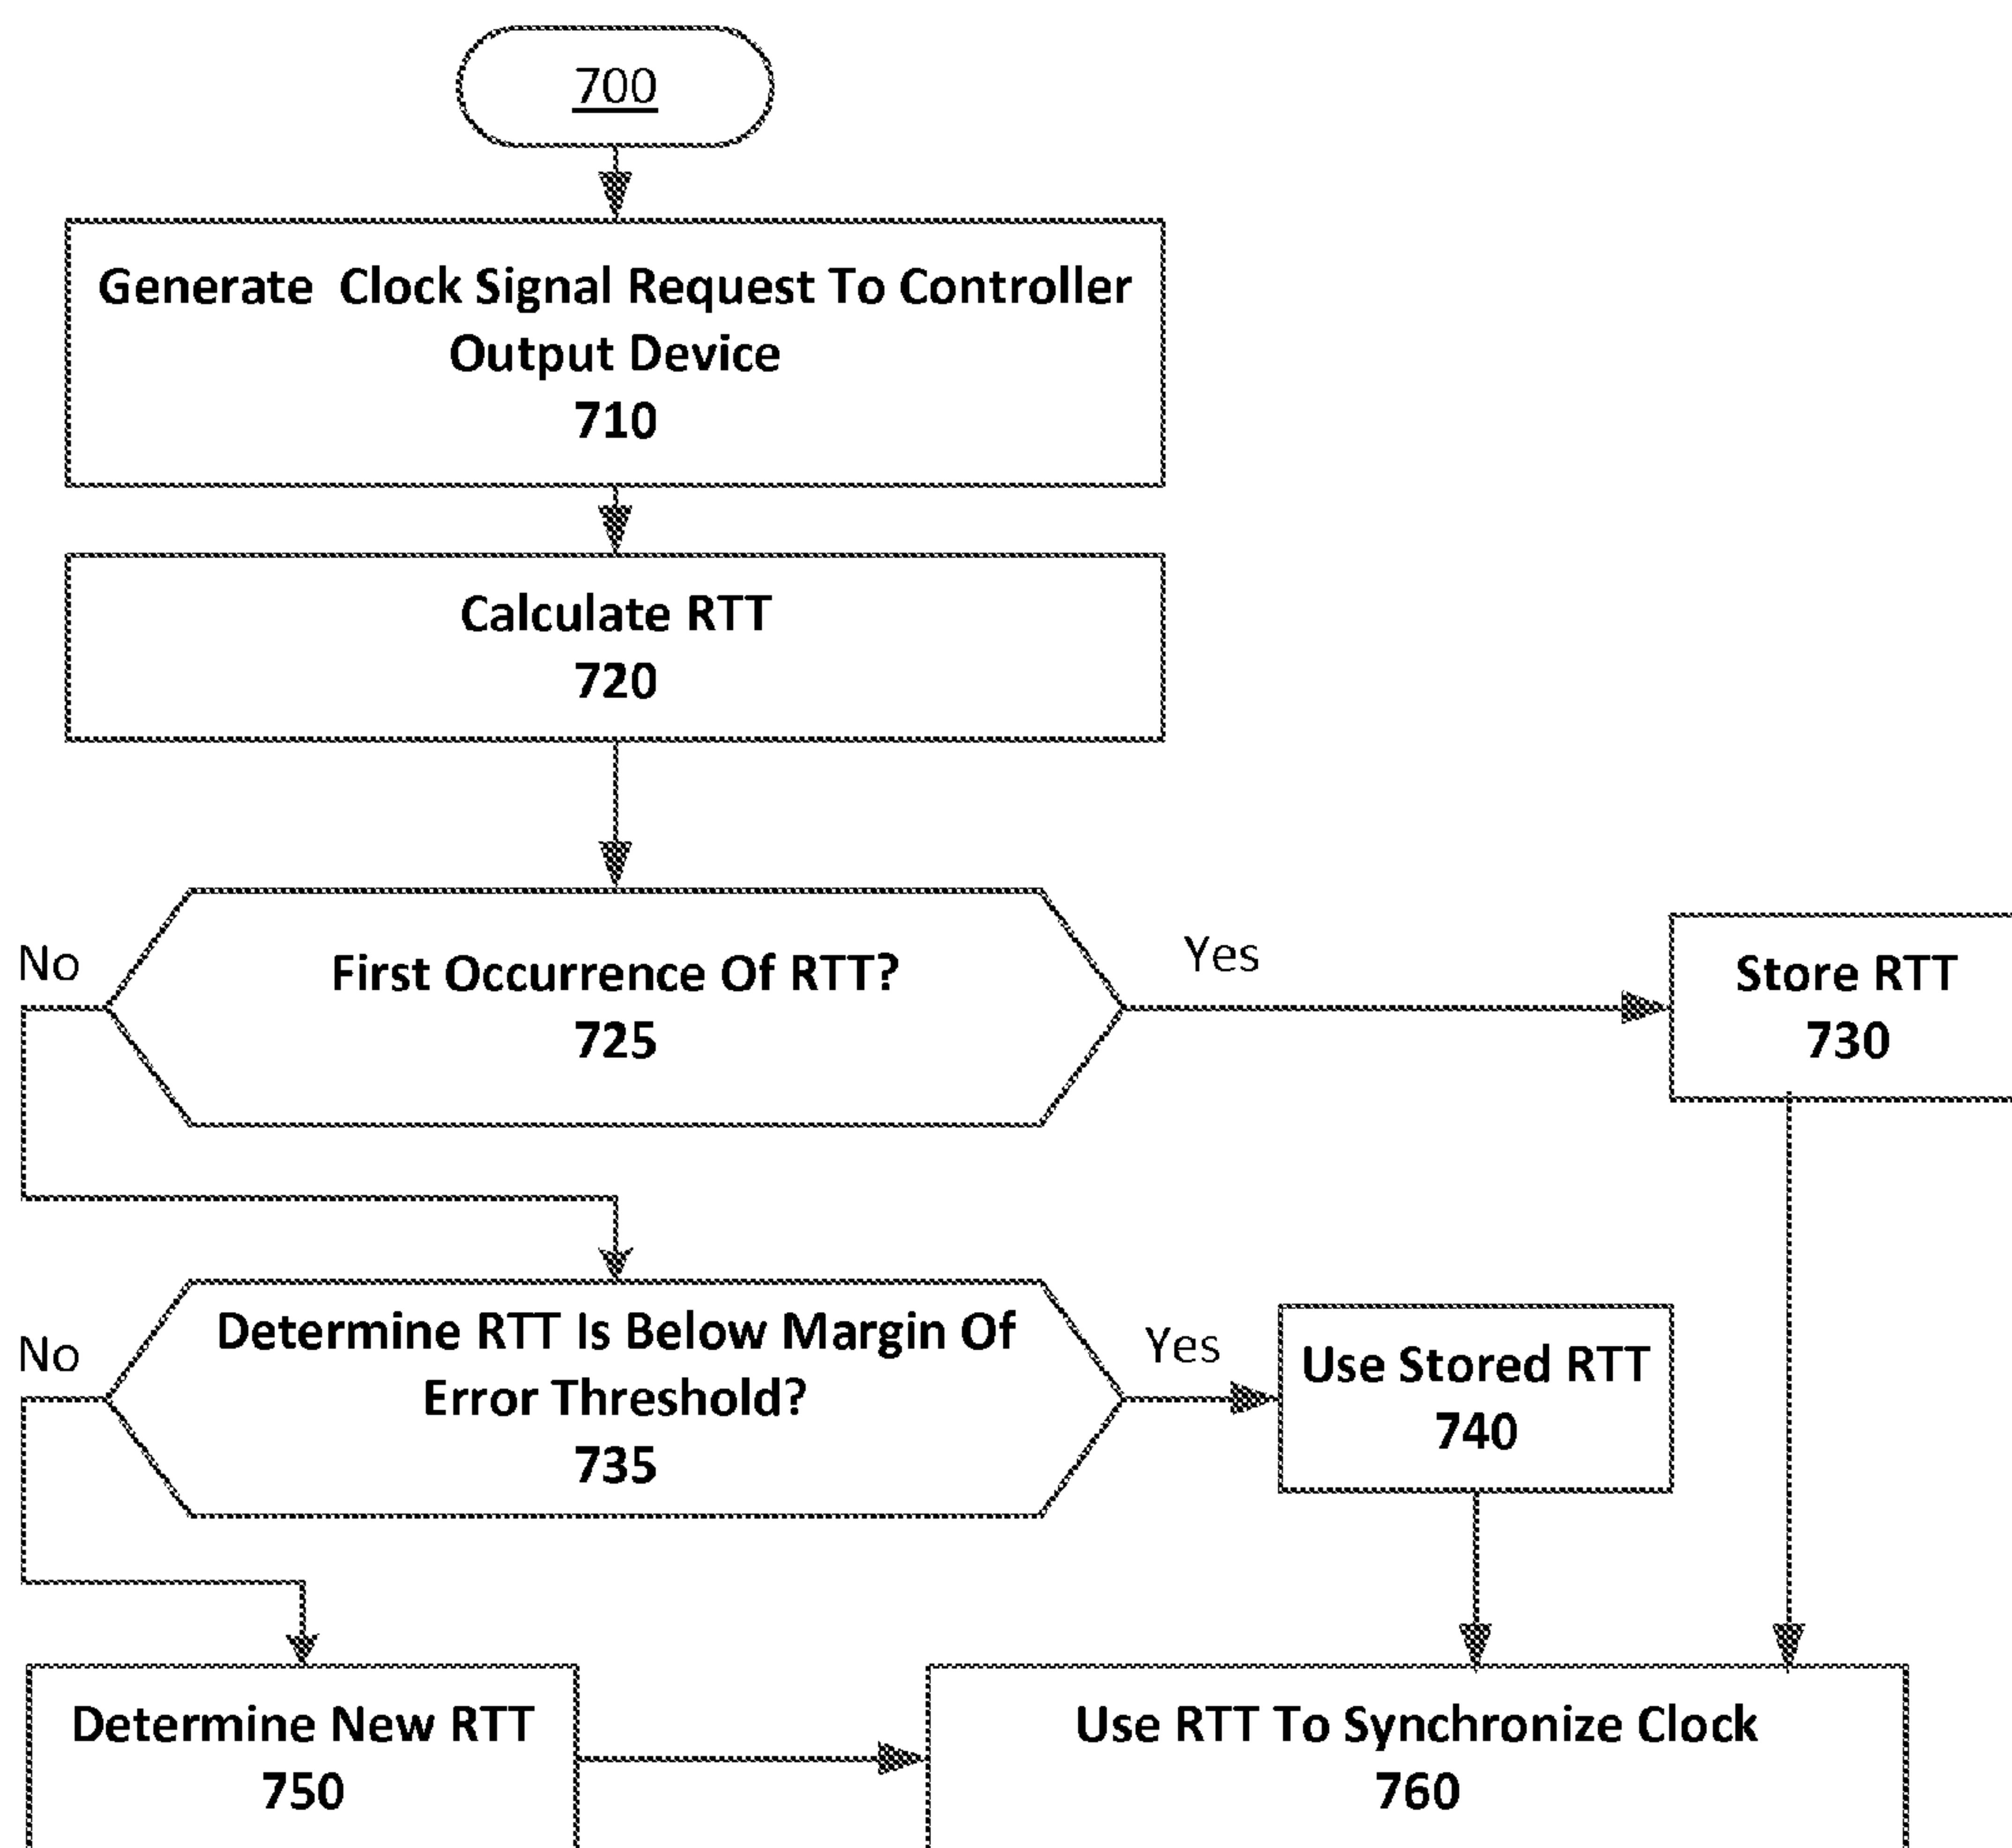 700
Generate Clock Signal Request To Controller
Output Device
710
Calculate RTT
720
No
First Occurrence Of RTT?
725
Yes
Store RTT
730
No
Determine RTT Is Below Margin Of
Error Threshold?
735
Yes
Use Stored RTT
740
Determine New RTT
750
Use RTT To Synchronize Clock
760